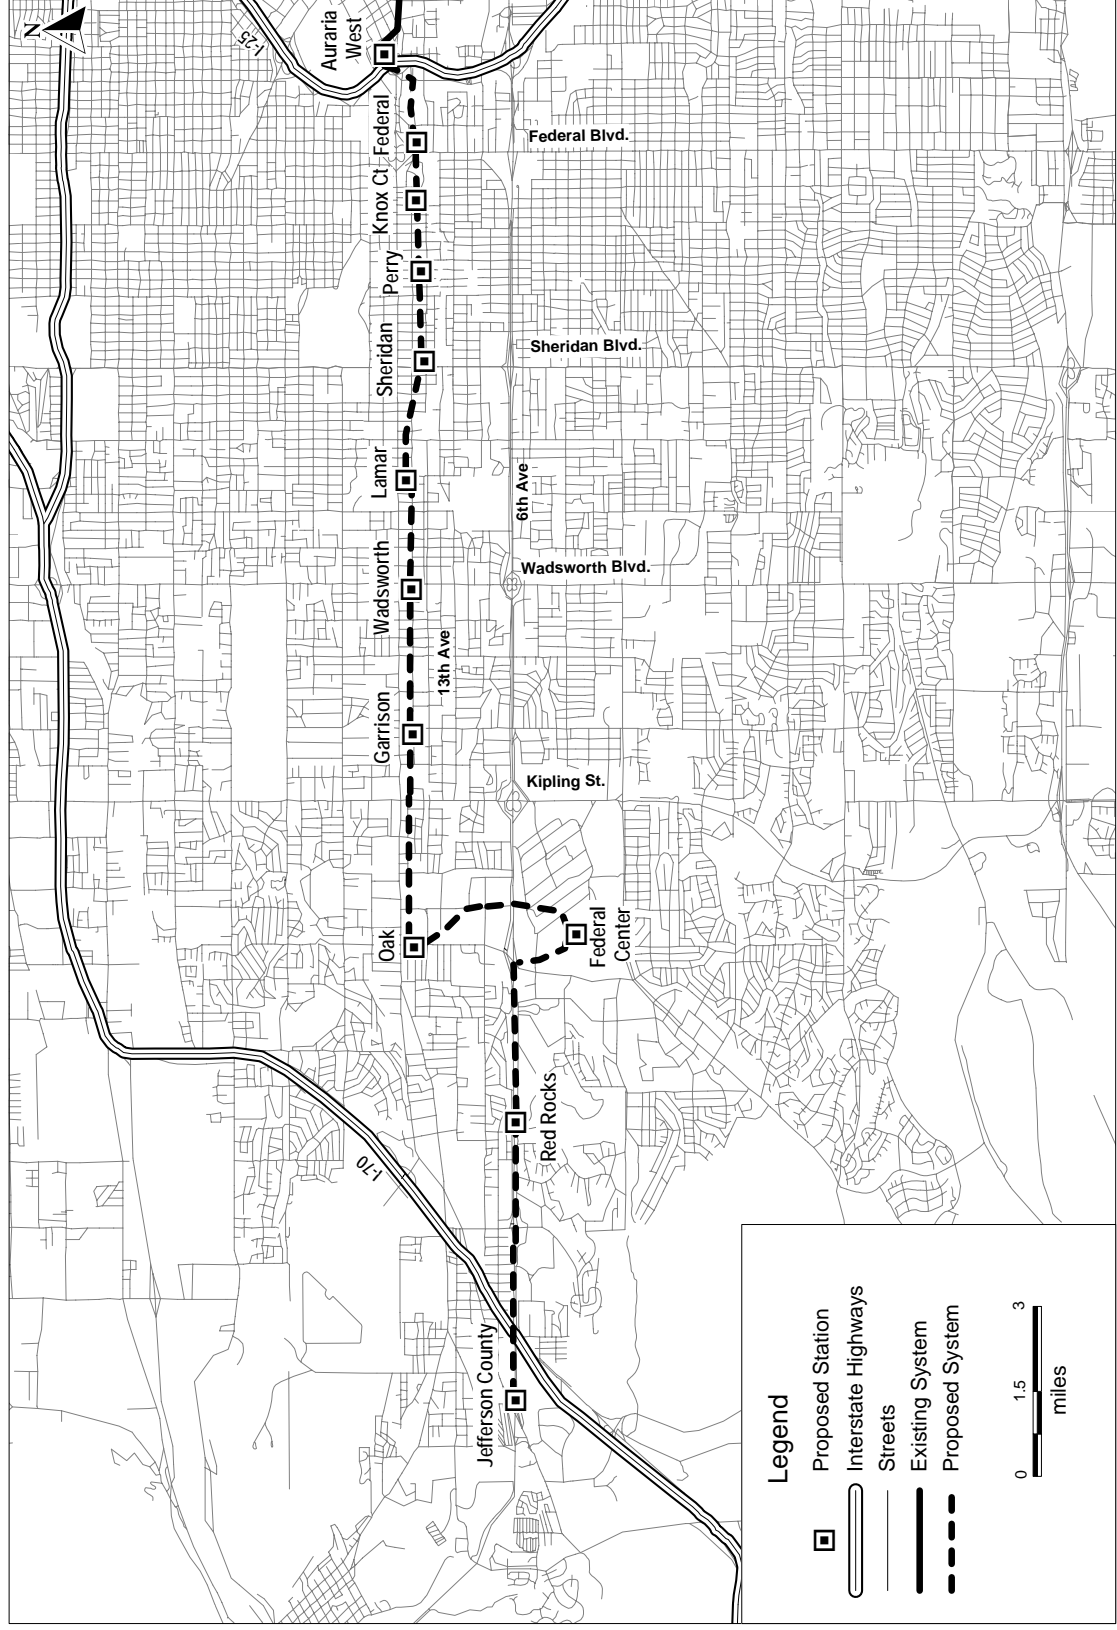 N
I-25
Auraria
West
Federal
Knox Ct.
Perry
Sheridan
Lamar
Wadsworth
Garrison
Oak
Federal
Center
Red Rocks
Jefferson County
Federal Blvd.
Sheridan Blvd.
6th Ave
Wadsworth Blvd.
13th Ave
Kipling St.
I-70
Legend
Proposed Station
Interstate Highways
Streets
Existing System
Proposed System
0 1.5 3
miles